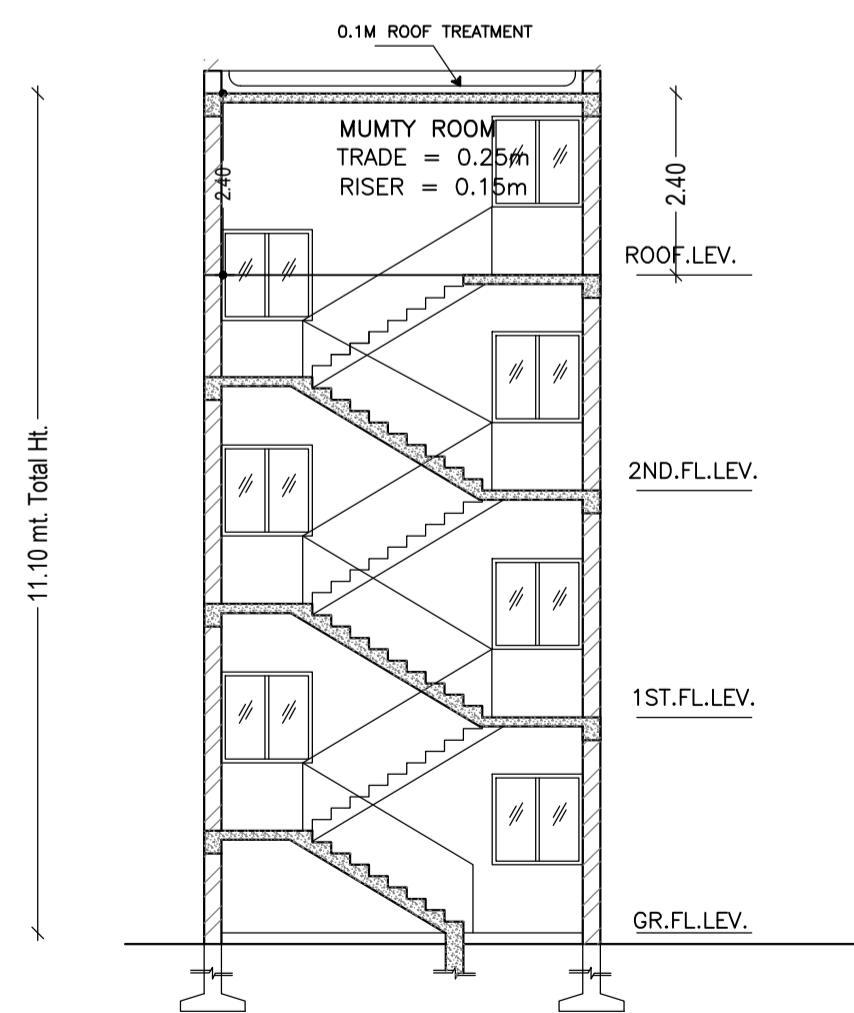 0.1M ROOF TREATMENT
MUMTY ROOM
TRADE = 0.25m
RISER = 0.15m
2.40
2.40
ROOF.LEV.
11.10 mt. Total Ht.
2ND.FL.LEV.
1ST.FL.LEV.
GR.FL.LEV.